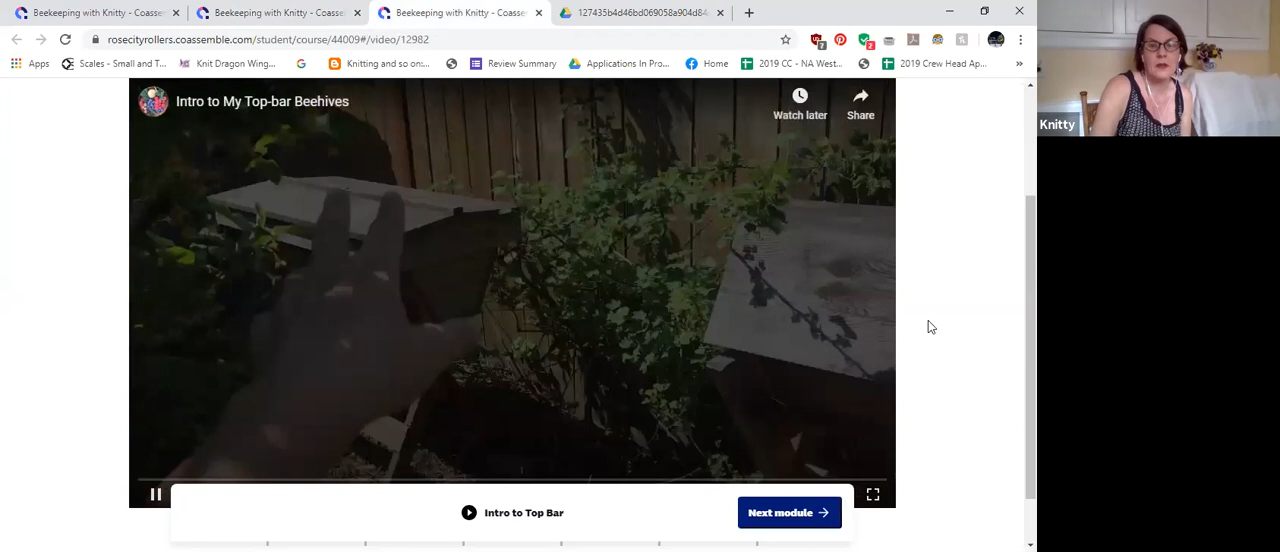 Beekeeping with Knitty - Coasse
Beekeeping with Knitty - Coassel
Beekeeping with Knitty - Coasse
127435b4d46bd069058a904d84
rosecityrollers.coassemble.com/student/course/44009#/video/12982
7
2
Apps
Scales - Small and T...
Knit Dragon Wing...
Knitting and so on:...
Review Summary
Applications In Pro...
Home
2019 CC - NA West...
2019 Crew Head Ap...
»
Intro to My Top-bar Beehives
Watch later
Share
Knitty
Intro to Top Bar
Next module